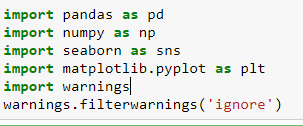 import pandas as pd
import numpy as np
import seaborn as sns
import matplotlib.pyplot as plt
import warnings
warnings.filterwarnings('ignore')